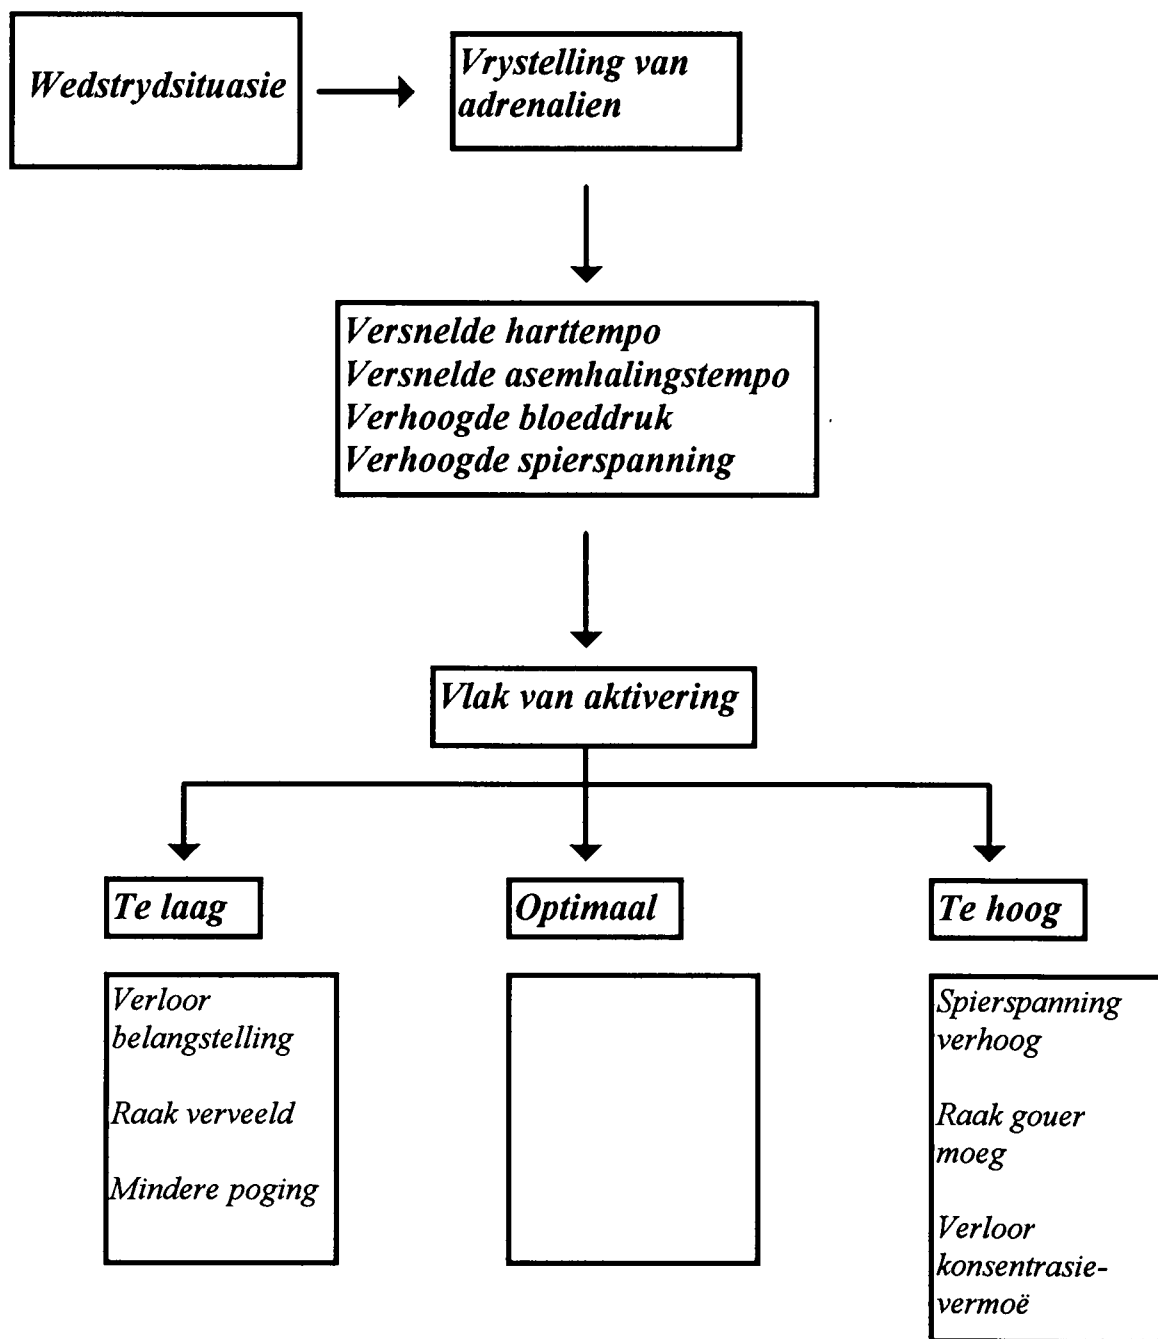 Wedstrydsituasie
Vrystelling van
adrenalien
Versnelde harttempo
Versnelde asemhalingstempo
Verhoogde bloeddruk
Verhoogde spierspanning
Vlak van aktivering
Te laag
Optimaal
Te hoog
Verloor
belangstelling
Raak verveeld
Mindere poging
Spierspanning
verhoog
Raak gouer
moeg
Verloor
konsentrasie-
vermoë